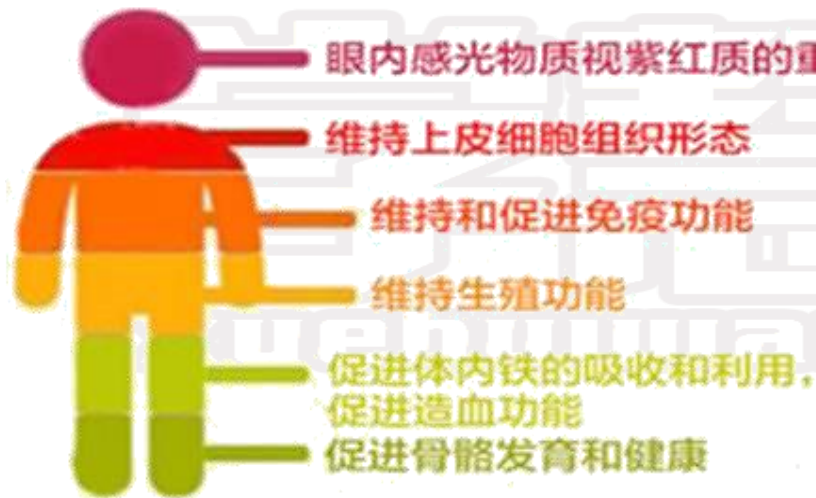 眼内感光物质视紫红质的重
维持上皮细胞组织形态
维持和促进免疫功能
维持生殖功能
促进体内铁的吸收和利用，
促进造血功能
促进骨骼发育和健康